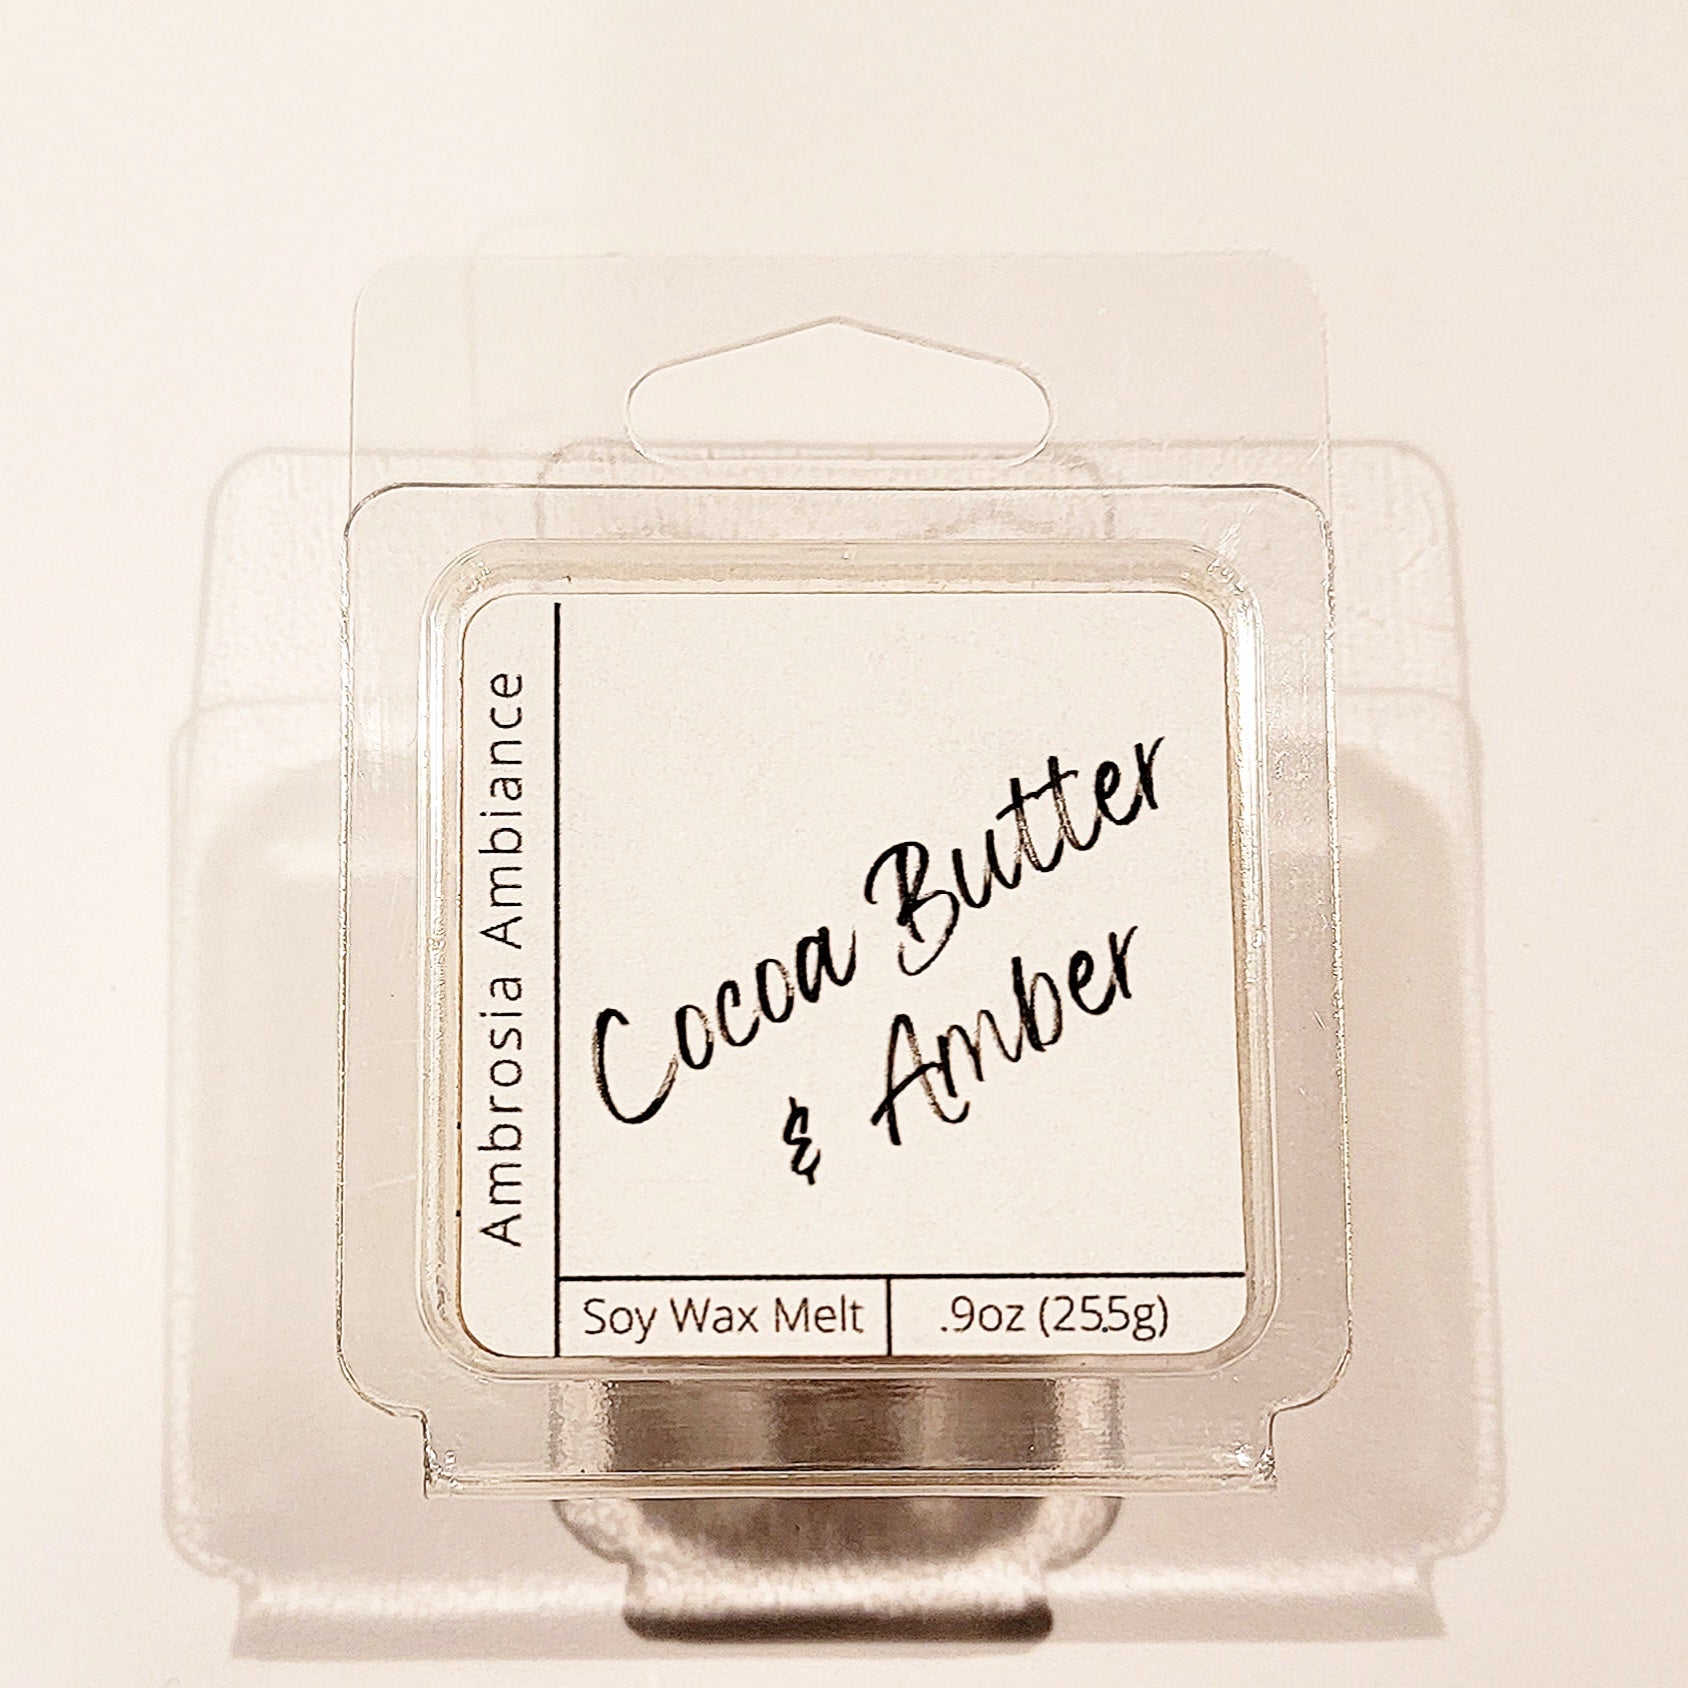 Ambrosia Ambiance
Cocoa Butter
& Amber
Soy Wax Melt
.9oz (25.5g)